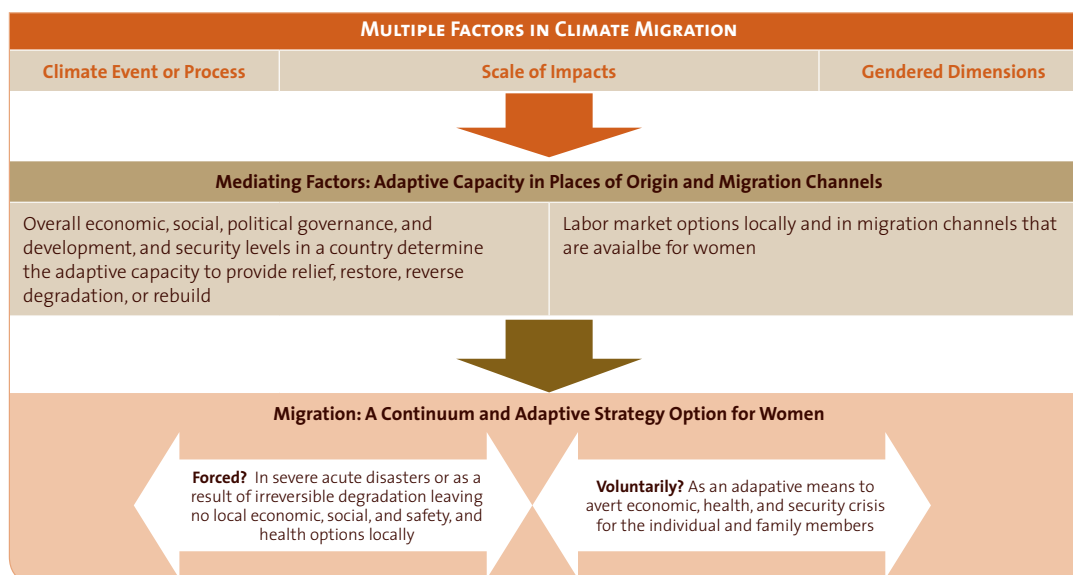 MULTIPLE FACTORS IN CLIMATE MIGRATION
Climate Event or Process
Scale of Impacts
Gendered Dimensions
Mediating Factors: Adaptive Capacity in Places of Origin and Migration Channels
Overall economic, social, political governance, and
development, and security levels in a country determine
the adaptive capacity to provide relief, restore, reverse
degradation, or rebuild
Labor market options locally and in migration channels that
are avaialbe for women
Migration: A Continuum and Adaptive Strategy Option for Women
Forced? In severe acute disasters or as a
result of irreversible degradation leaving
no local economic, social, and safety, and
health options locally
Voluntarily? As an adapative means to
avert economic, health, and security crisis
for the individual and family members